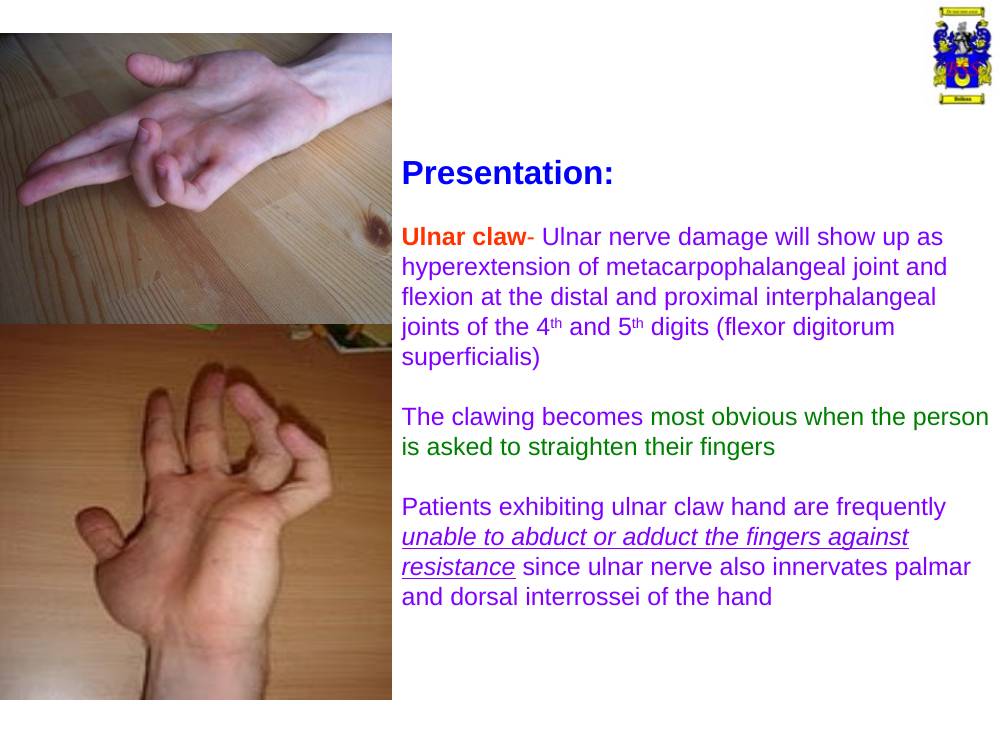 Presentation:
Ulnar claw- Ulnar nerve damage will show up as
hyperextension of metacarpophalangeal joint and
flexion at the distal and proximal interphalangeal
joints of the 4th and 5th digits (flexor digitorum
superficialis)
The clawing becomes most obvious when the person
is asked to straighten their fingers
Patients exhibiting ulnar claw hand are frequently
unable to abduct or adduct the fingers against
resistance since ulnar nerve also innervates palmar
and dorsal interrossei of the hand